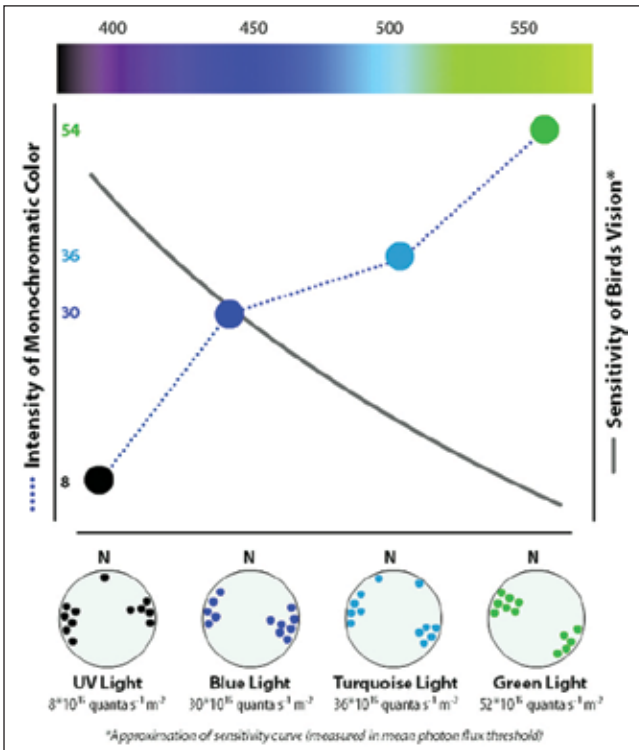 400 450 500 550
54
36
30
8
Intensity of Monochromatic Color
Sensitivity of Birds Vision*
N N N N
UV Light Blue Light Turquoise Light Green Light
8*10¹⁵ quanta s⁻¹ m⁻² 30*10¹⁵ quanta s⁻¹ m⁻² 36*10¹⁵ quanta s⁻¹ m⁻² 52*10¹⁵ quanta s⁻¹ m⁻²
*Approximation of sensitivity curve (measured in mean photon flux threshold)